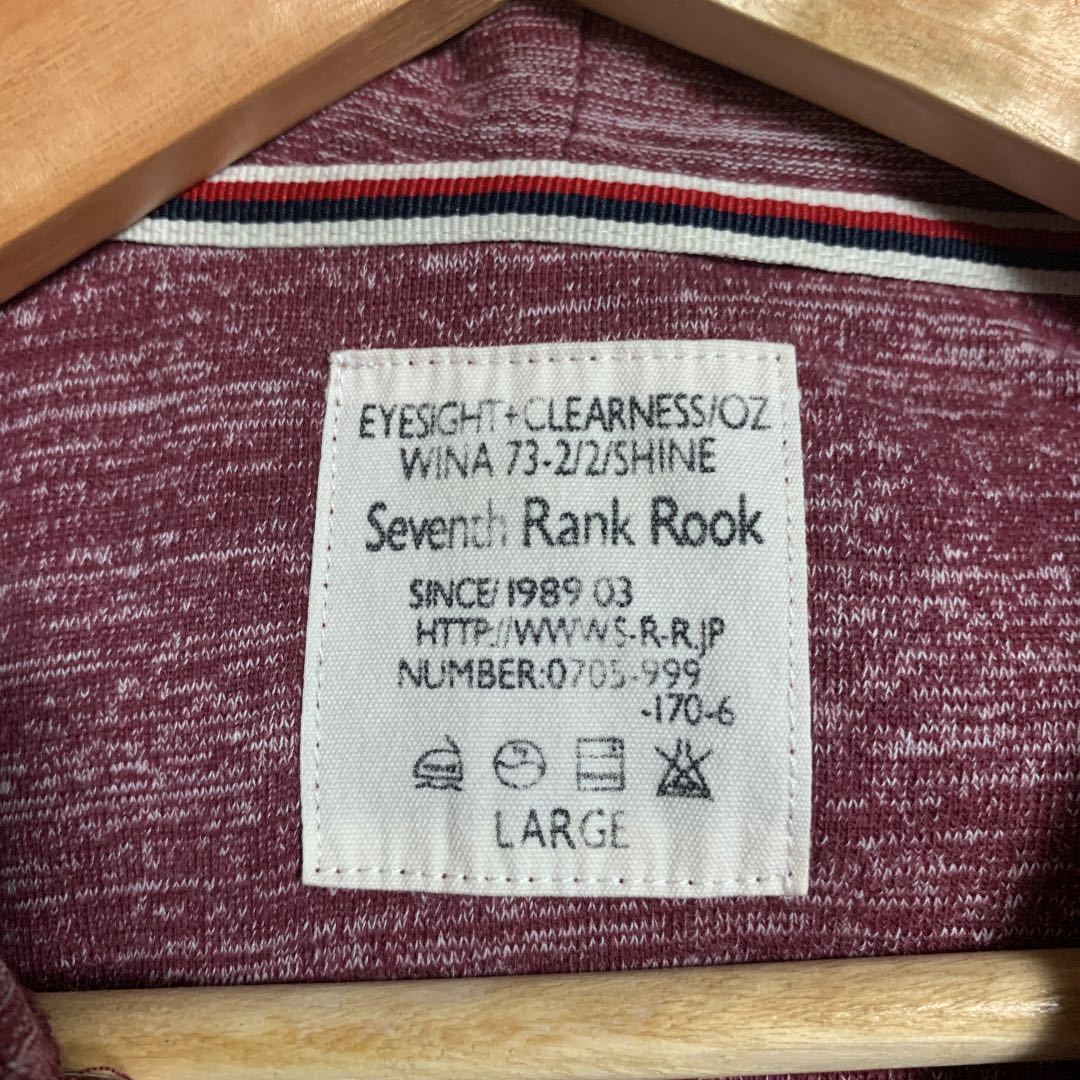 EYESIGHT+CLEARNESS/OZ
WINA 73-2/2/SHINE
Seventh Rank Rook
SINCE/1989 03
HTTP://WWW.S-R-R.JP
NUMBER:0705-999
-170-6
LARGE